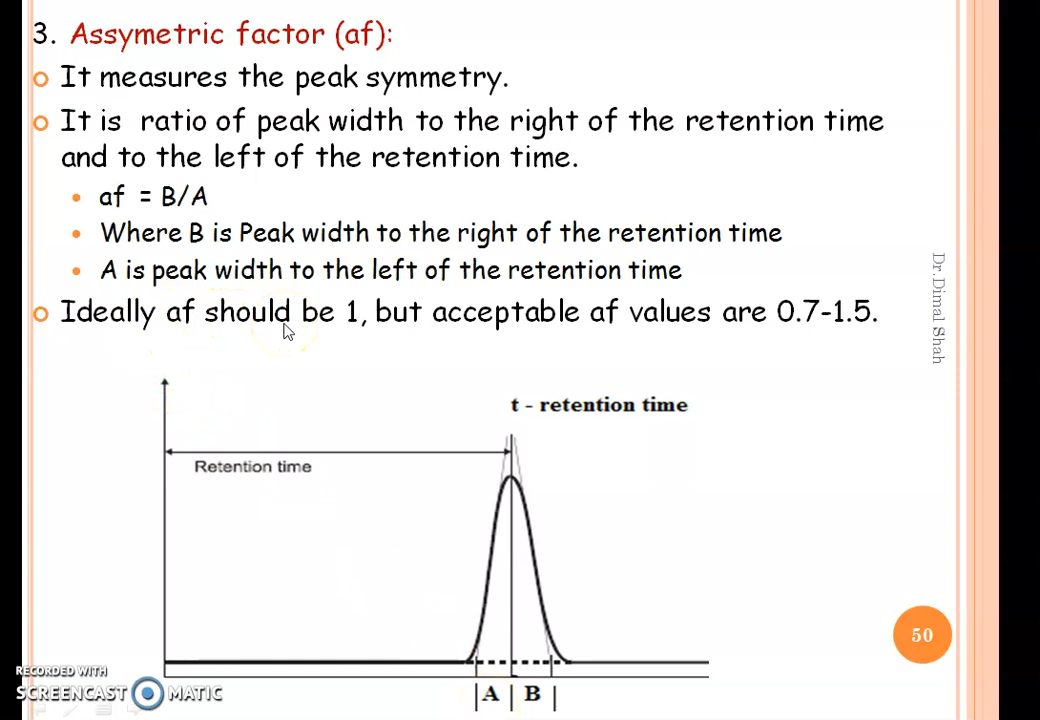 3. Assymetric factor (af):
It measures the peak symmetry.
It is ratio of peak width to the right of the retention time
and to the left of the retention time.
af = B/A
Where B is Peak width to the right of the retention time
A is peak width to the left of the retention time
Ideally af should be 1, but acceptable af values are 0.7-1.5.
Dr.Dimal Shah
t - retention time
Retention time
50
A B
RECORDED WITH
SCREENCAST MATIC